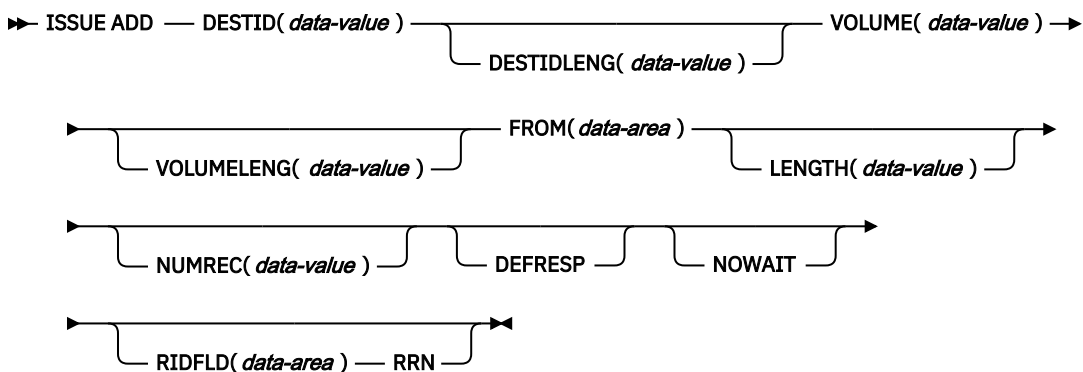 ISSUE ADD DESTID( data-value ) VOLUME( data-value )
DESTIDLENG( data-value )
FROM( data-area )
VOLUMELENG( data-value ) LENGTH( data-value )
NUMREC( data-value ) DEFRESP NOWAIT
RIDFLD( data-area ) RRN